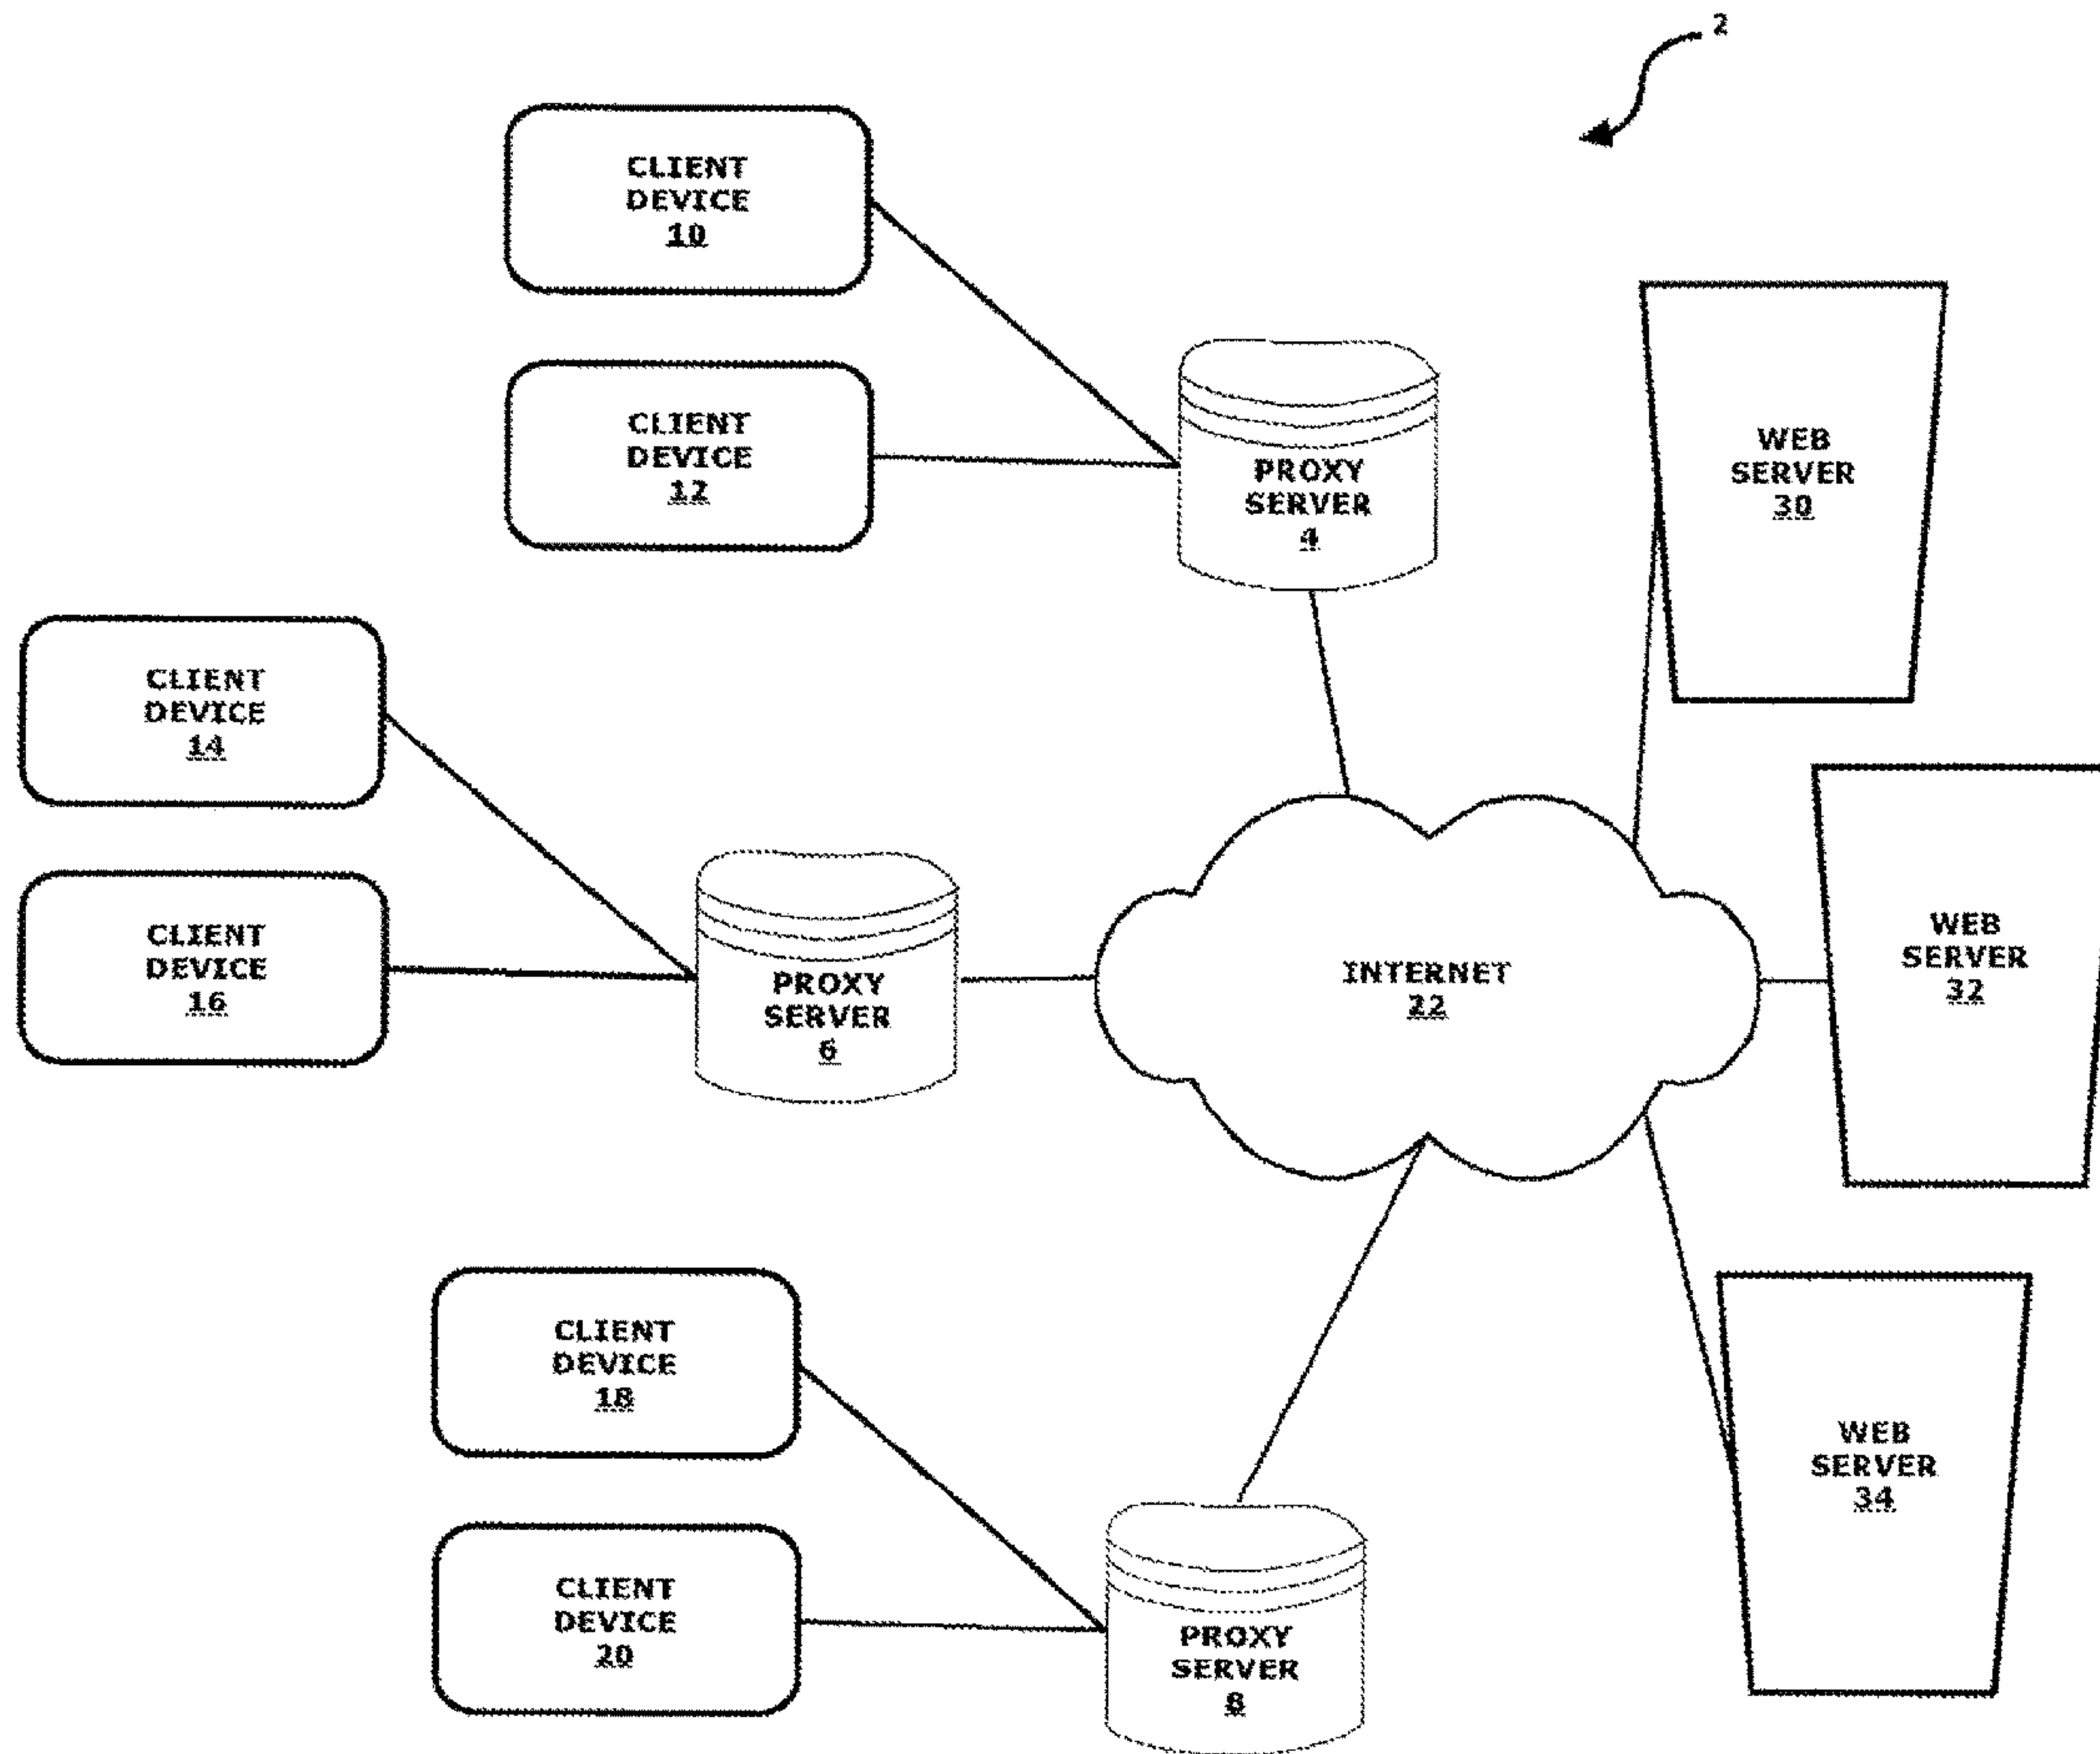 2
CLIENT
DEVICE
10
CLIENT
DEVICE
12
PROXY
SERVER
4
WEB
SERVER
30
CLIENT
DEVICE
14
CLIENT
DEVICE
16
PROXY
SERVER
6
INTERNET
22
WEB
SERVER
32
CLIENT
DEVICE
18
CLIENT
DEVICE
20
PROXY
SERVER
8
WEB
SERVER
34